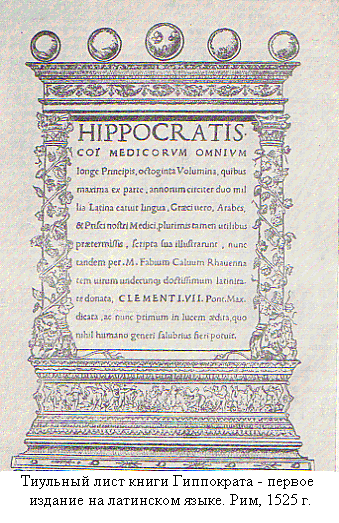 HIPPOCRATIS
COI MEDICORVM OMNIVM
longe Principis, octoginta Volumina, quibus
maxima ex parte, annorum circiter duo mil
lia Latina caruit lingua, Græci vero, Arabes,
& Prisci nostri Medici, plurimis tamen utilibus
prætermissis, scripta sua illustrarunt, nunc
tandem per .M. Fabium Caluum Rhauenna
tem uirum undecunq; doctissimum latinita
te donata, CLEMENTI .VII. Pont. Max.
dicata, ac nunc primum in lucem ædita, quo
nihil humano generi salubrius fieri potuit.
Тиульный лист книги Гиппократа - первое
издание на латинском языке. Рим, 1525 г.